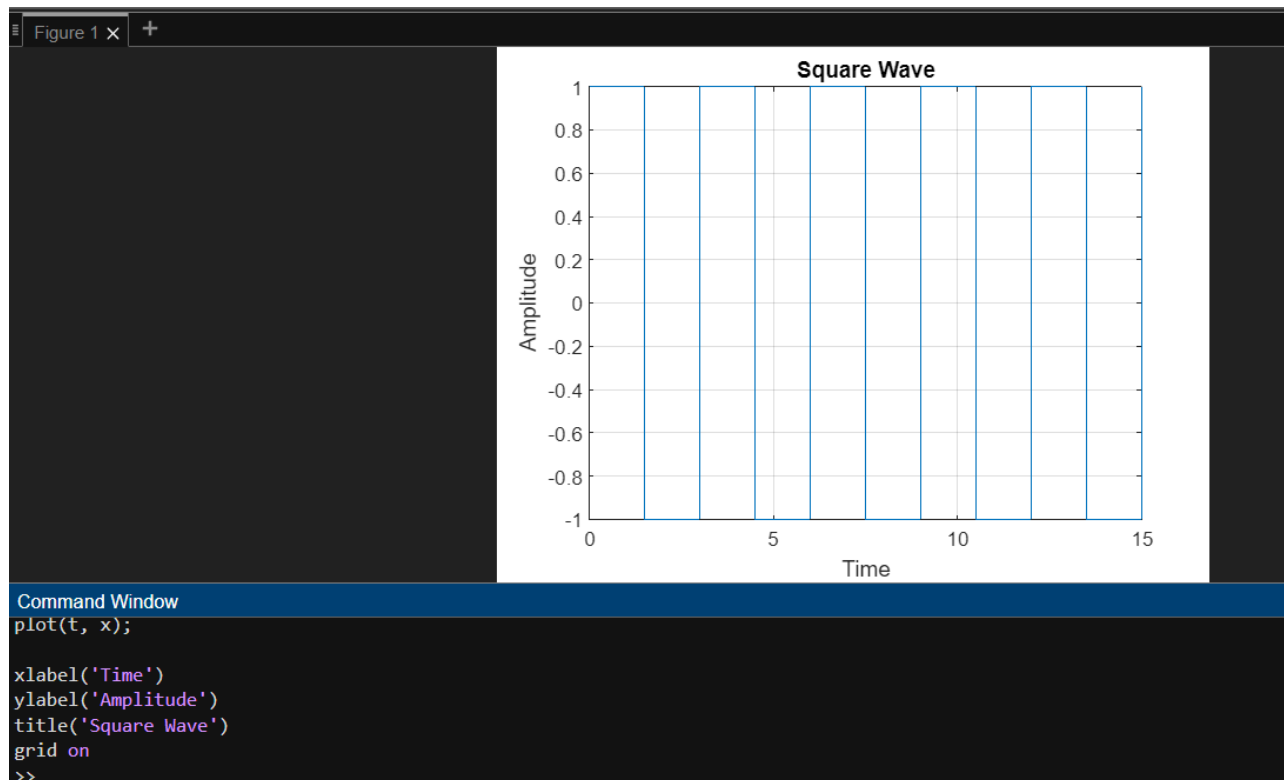 Figure 1 ×
+
Square Wave
1
0.8
0.6
0.4
0.2
0
-0.2
-0.4
-0.6
-0.8
-1
Amplitude
0 5 10 15
Time
Command Window
plot(t, x);
xlabel('Time')
ylabel('Amplitude')
title('Square Wave')
grid on
>>